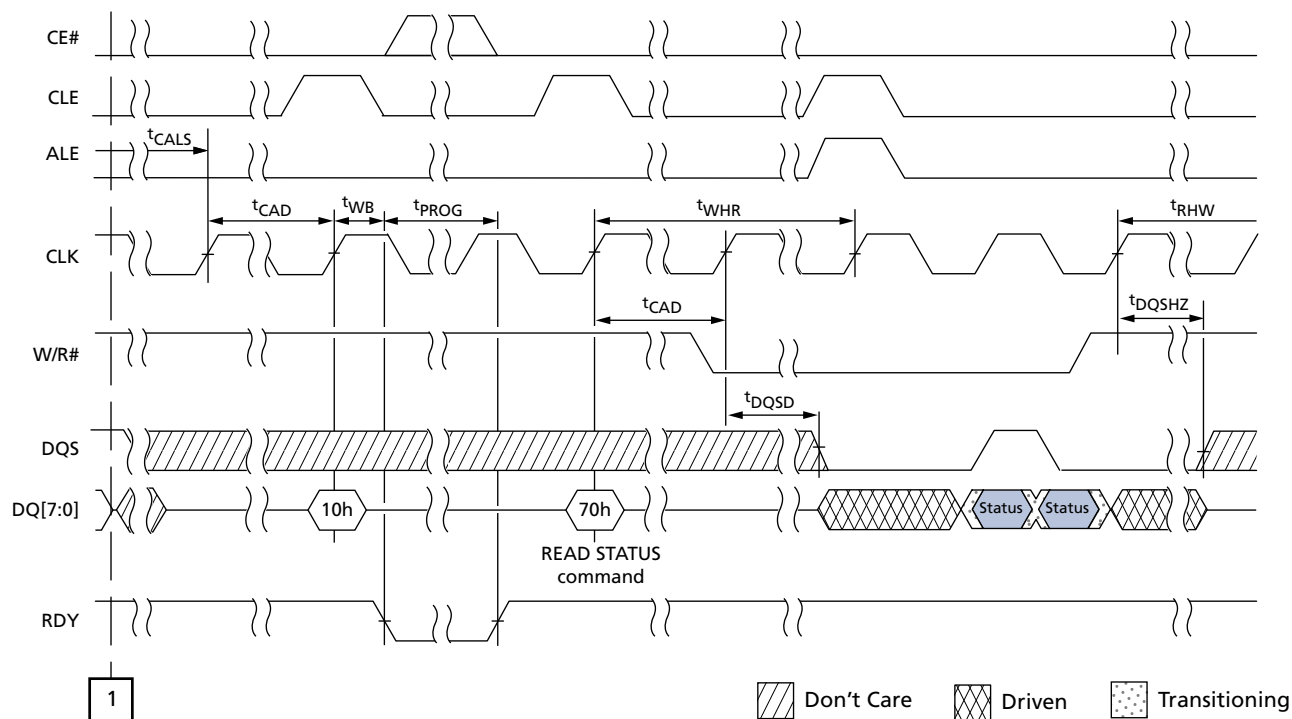 CE#
CLE
tCALS
ALE
tCAD
tWB
tPROG
tWHR
tRHW
CLK
tCAD
tDQSHZ
W/R#
tDQSD
DQS
DQ[7:0]
10h
70h
Status
Status
READ STATUS
command
RDY
1
Don't Care
Driven
Transitioning